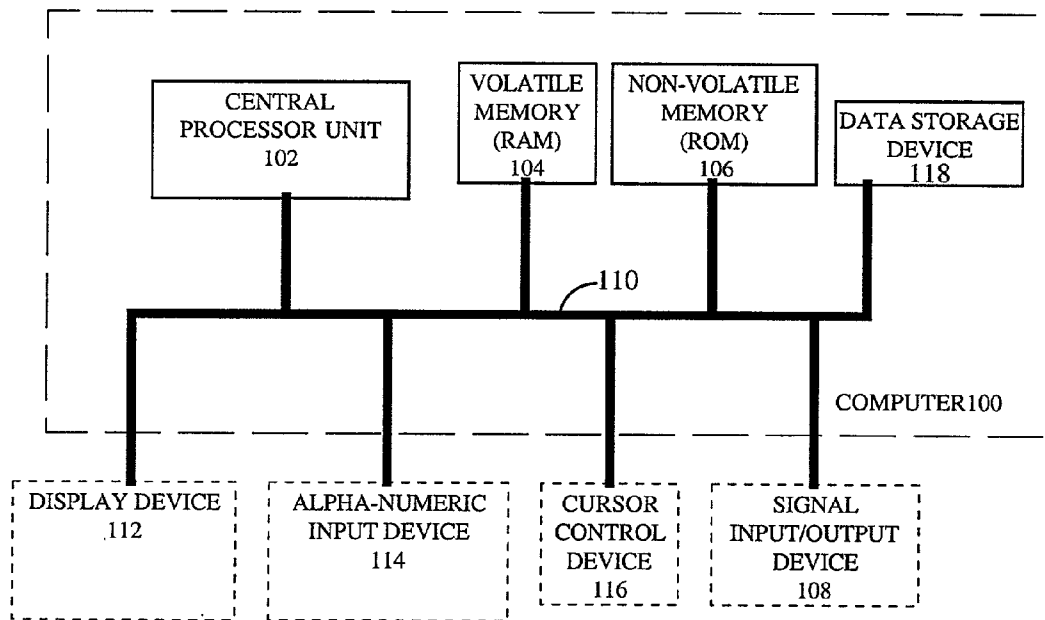 CENTRAL
PROCESSOR UNIT
102
VOLATILE
MEMORY
(RAM)
104
NON-VOLATILE
MEMORY
(ROM)
106
DATA STORAGE
DEVICE
118
110
COMPUTER100
DISPLAY DEVICE
112
ALPHA-NUMERIC
INPUT DEVICE
114
CURSOR
CONTROL
DEVICE
116
SIGNAL
INPUT/OUTPUT
DEVICE
108